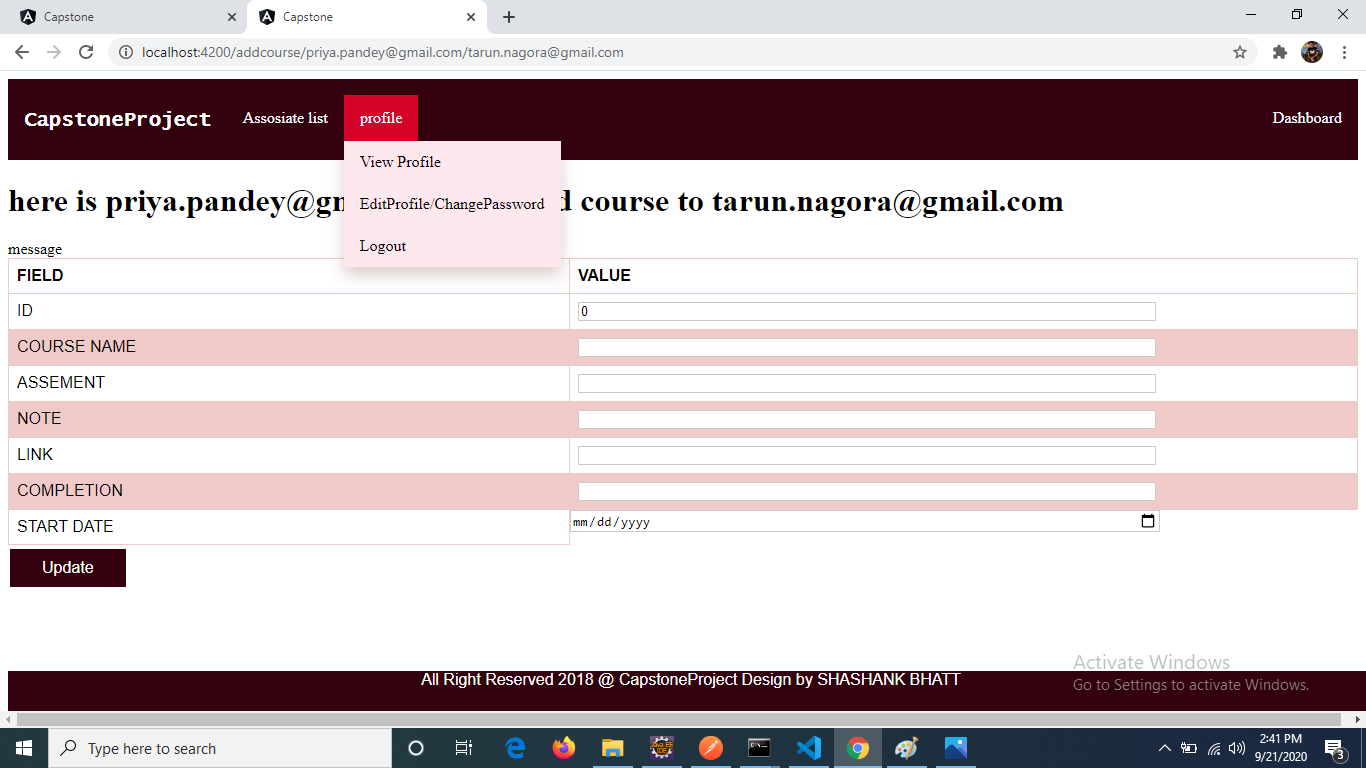 Capstone
Capstone
localhost:4200/addcourse/priya.pandey@gmail.com/tarun.nagora@gmail.com
CapstoneProject Assosiate list profile Dashboard
View Profile
EditProfile/ChangePassword
Logout
here is priya.pandey@gm d course to tarun.nagora@gmail.com
message
FIELD VALUE
ID 0
COURSE NAME
ASSEMENT
NOTE
LINK
COMPLETION
START DATE mm/dd/yyyy
Update
Activate Windows
Go to Settings to activate Windows.
All Right Reserved 2018 @ CapstoneProject Design by SHASHANK BHATT
Type here to search
2:41 PM
9/21/2020
3